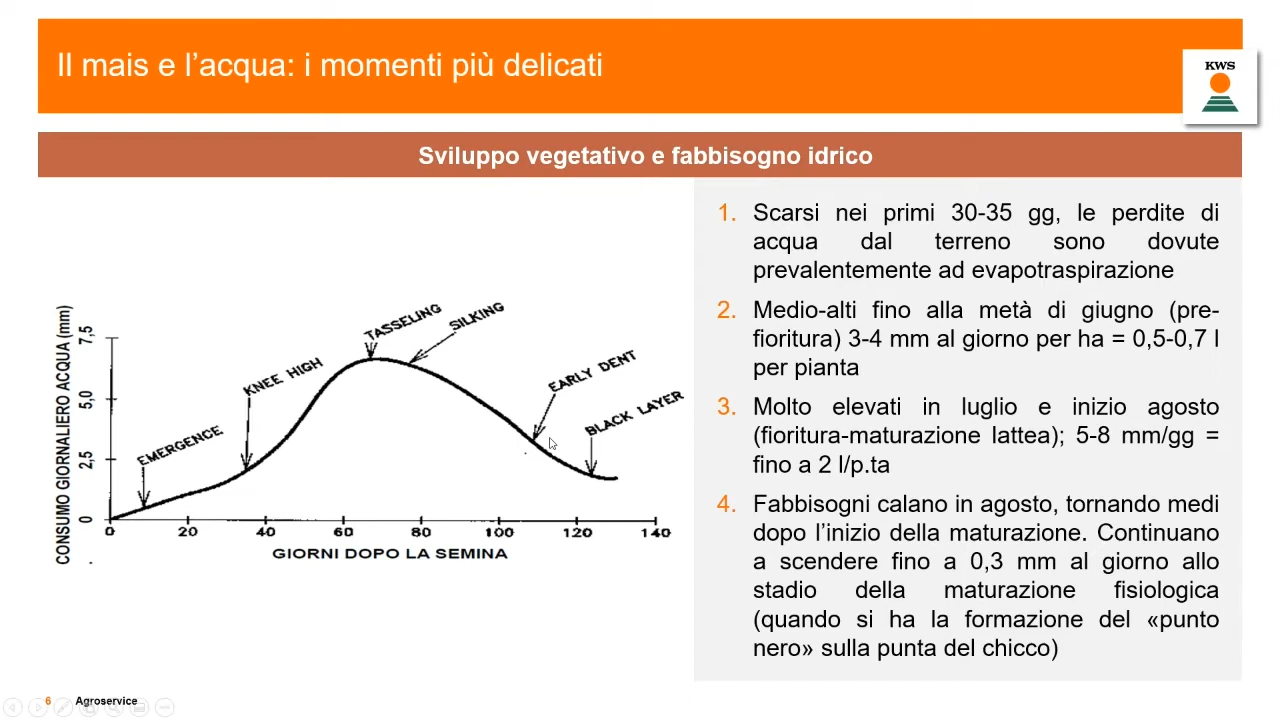 Il mais e l’acqua: i momenti più delicati
KWS
Sviluppo vegetativo e fabbisogno idrico
CONSUMO GIORNALIERO ACQUA (mm)
7,5
5,0
2,5
0
EMERGENCE
KNEE HIGH
TASSELING
SILKING
EARLY DENT
BLACK LAYER
0 20 40 60 80 100 120 140
GIORNI DOPO LA SEMINA
1. Scarsi nei primi 30-35 gg, le perdite di
acqua dal terreno sono dovute
prevalentemente ad evapotraspirazione
2. Medio-alti fino alla metà di giugno (pre-
fioritura) 3-4 mm al giorno per ha = 0,5-0,7 l
per pianta
3. Molto elevati in luglio e inizio agosto
(fioritura-maturazione lattea); 5-8 mm/gg =
fino a 2 l/p.ta
4. Fabbisogni calano in agosto, tornando medi
dopo l’inizio della maturazione. Continuano
a scendere fino a 0,3 mm al giorno allo
stadio della maturazione fisiologica
(quando si ha la formazione del «punto
nero» sulla punta del chicco)
6 Agroservice